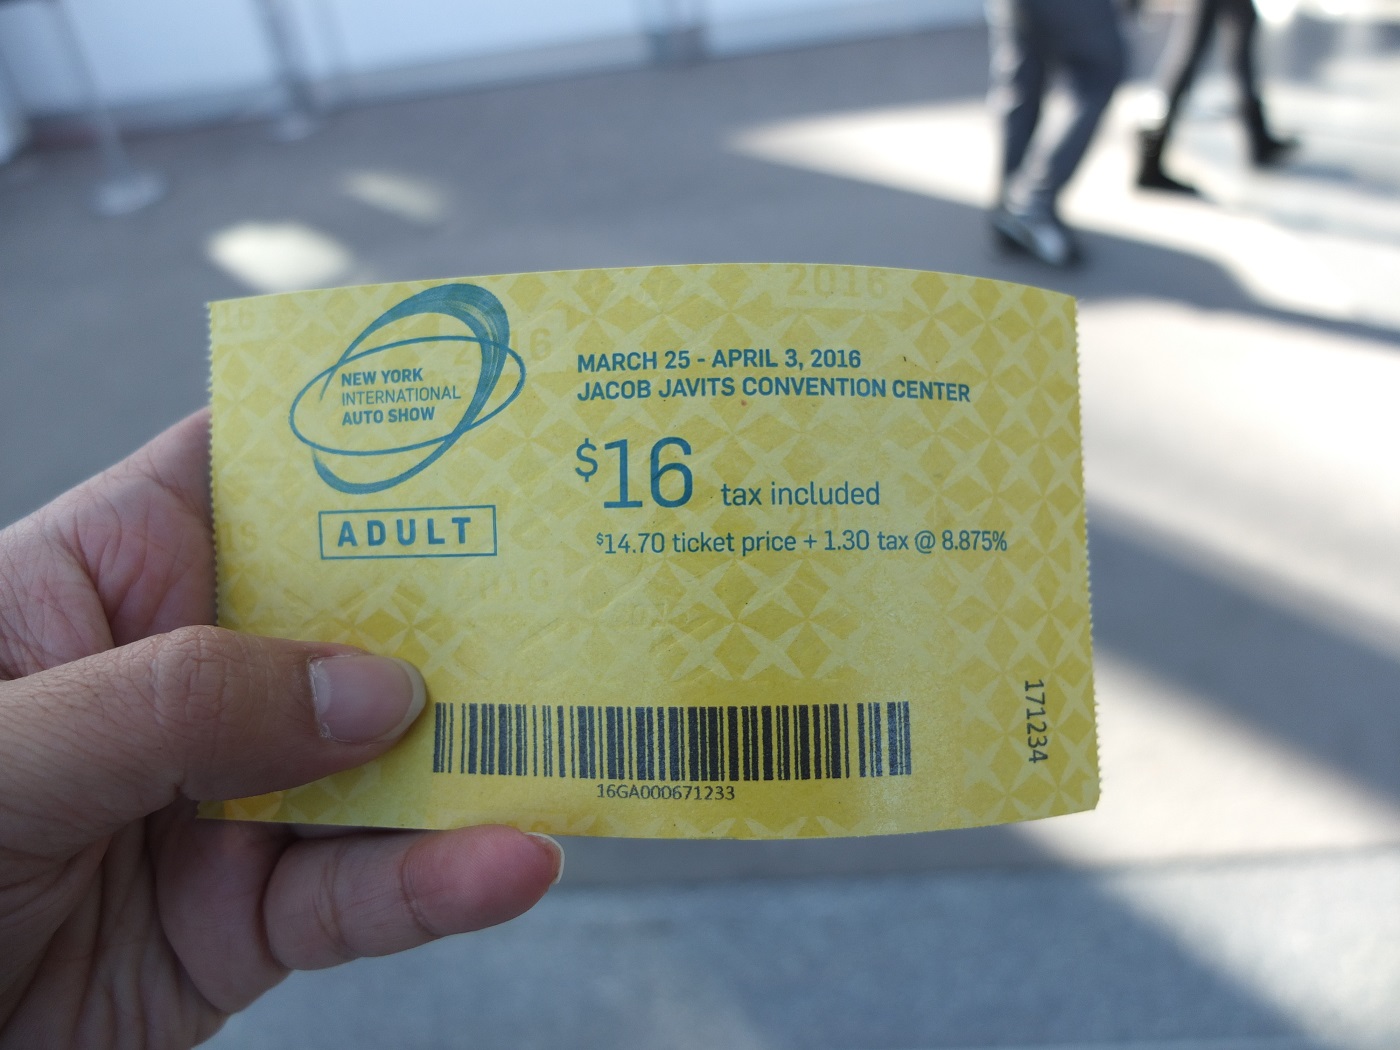 2016
NEW YORK
INTERNATIONAL
AUTO SHOW
ADULT
MARCH 25 - APRIL 3, 2016
JACOB JAVITS CONVENTION CENTER
$16 tax included
$14.70 ticket price + 1.30 tax @ 8.875%
171234
16GA000671233